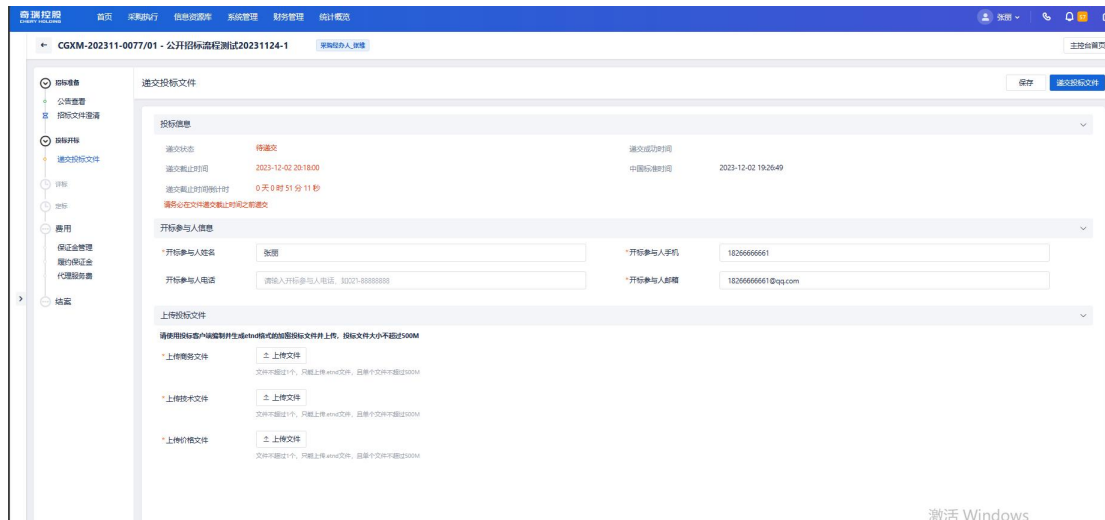 奇瑞控股
CHERY HOLDING
首页 采购执行 信息资源库 系统管理 财务管理 统计概览 张丽
CGXM-202311-0077/01 - 公开招标流程测试20231124-1 主控台首页
招标准备
公告查看
招标文件澄清
投标开标
递交投标文件
评标
定标
费用
保证金管理
履约保证金
代理服务费
结案
递交投标文件 保存 递交投标文件
投标信息
递交状态 待递交 递交成功时间
递交截止时间 2023-12-02 20:18:00 中国标准时间 2023-12-02 19:26:49
递交截止时间倒计时 0 天 0 时 51 分 11 秒
请务必在文件递交截止时间之前递交
开标参与人信息
*开标参与人姓名 张丽 *开标参与人手机 18266666661
开标参与人电话 请输入开标参与人电话，如021-88888888 *开标参与人邮箱 18266666661@qq.com
上传投标文件
请使用投标客户端编制并生成etnd格式的加密投标文件并上传，投标文件大小不超过500M
*上传商务文件 上传文件
文件不超过1个，只能上传 etnd文件，且单个文件不超过500M
*上传技术文件 上传文件
文件不超过1个，只能上传 etnd文件，且单个文件不超过500M
*上传价格文件 上传文件
文件不超过1个，只能上传 etnd文件，且单个文件不超过500M
激活 Windows